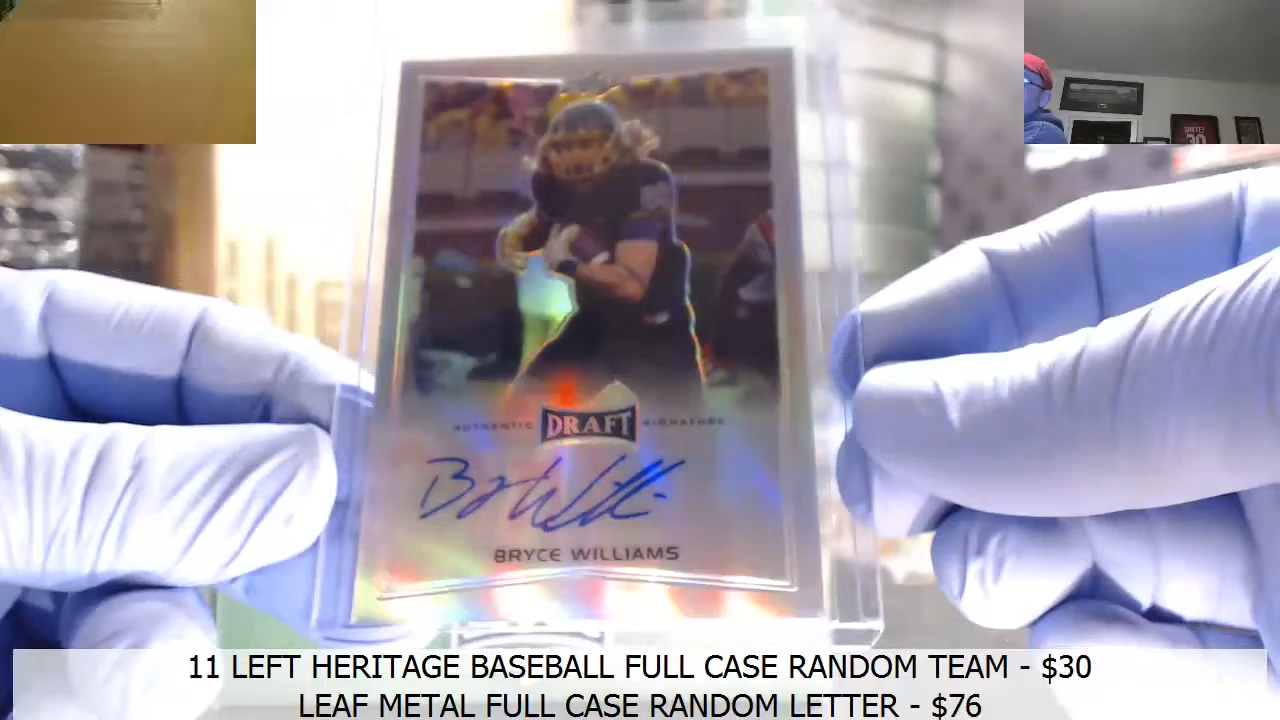 AUTHENTIC DRAFT SIGNATURE
BRYCE WILLIAMS
11 LEFT HERITAGE BASEBALL FULL CASE RANDOM TEAM - $30
LEAF METAL FULL CASE RANDOM LETTER - $76